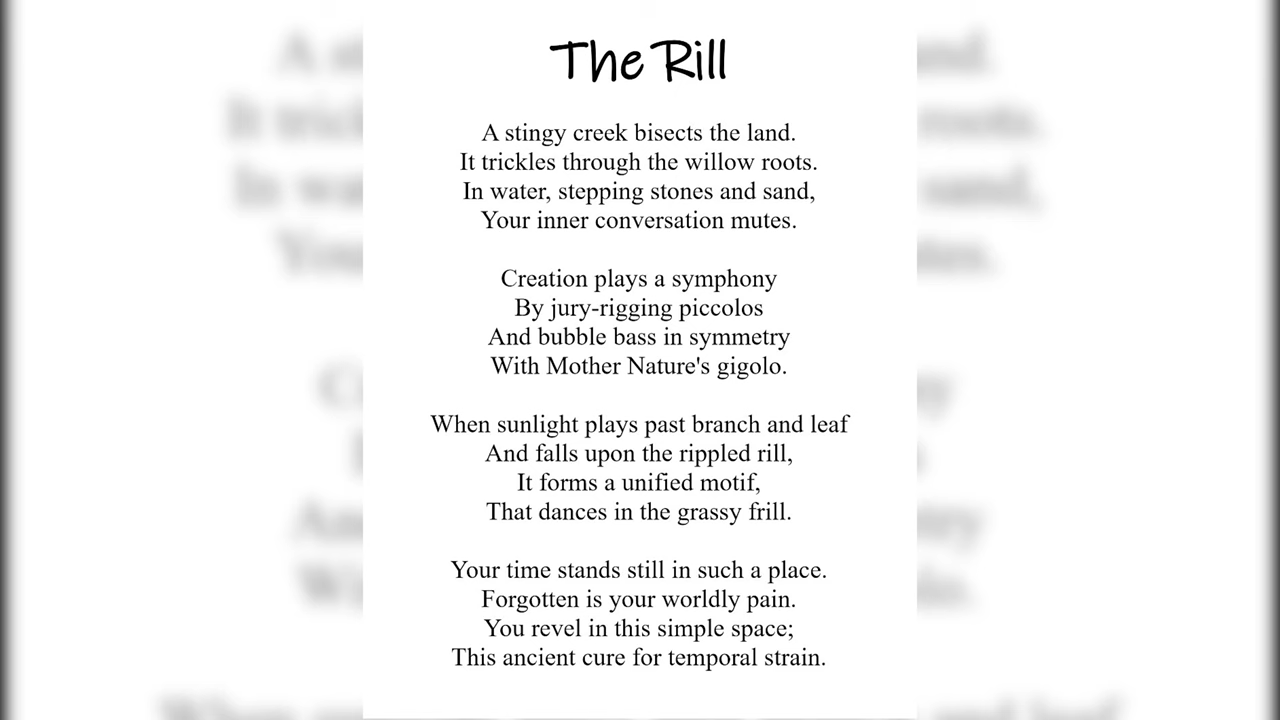 The Rill
A stingy creek bisects the land.
It trickles through the willow roots.
In water, stepping stones and sand,
Your inner conversation mutes.
Creation plays a symphony
By jury-rigging piccolos
And bubble bass in symmetry
With Mother Nature's gigolo.
When sunlight plays past branch and leaf
And falls upon the rippled rill,
It forms a unified motif,
That dances in the grassy frill.
Your time stands still in such a place.
Forgotten is your worldly pain.
You revel in this simple space;
This ancient cure for temporal strain.